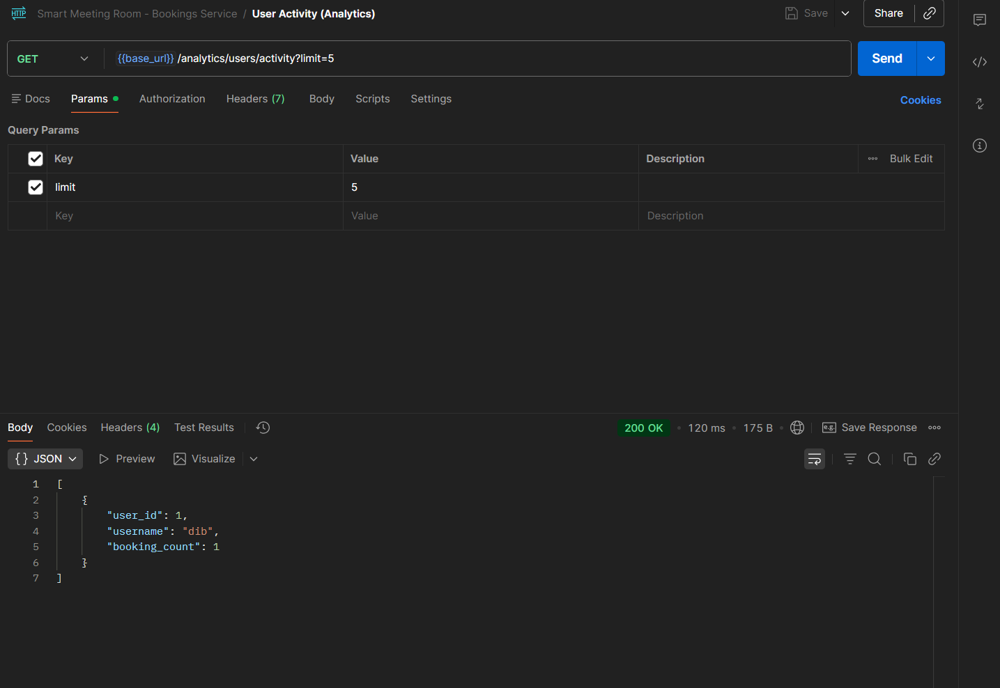 HTTP Smart Meeting Room - Bookings Service / User Activity (Analytics) Save Share
GET {{base_url}} /analytics/users/activity?limit=5 Send
Docs Params Authorization Headers (7) Body Scripts Settings Cookies
Query Params
Key Value Description Bulk Edit
limit 5
Key Value Description
Body Cookies Headers (4) Test Results 200 OK 120 ms 175 B e.g. Save Response
{} JSON Preview Visualize
1 [
2 {
3 "user_id": 1,
4 "username": "dib",
5 "booking_count": 1
6 }
7 ]